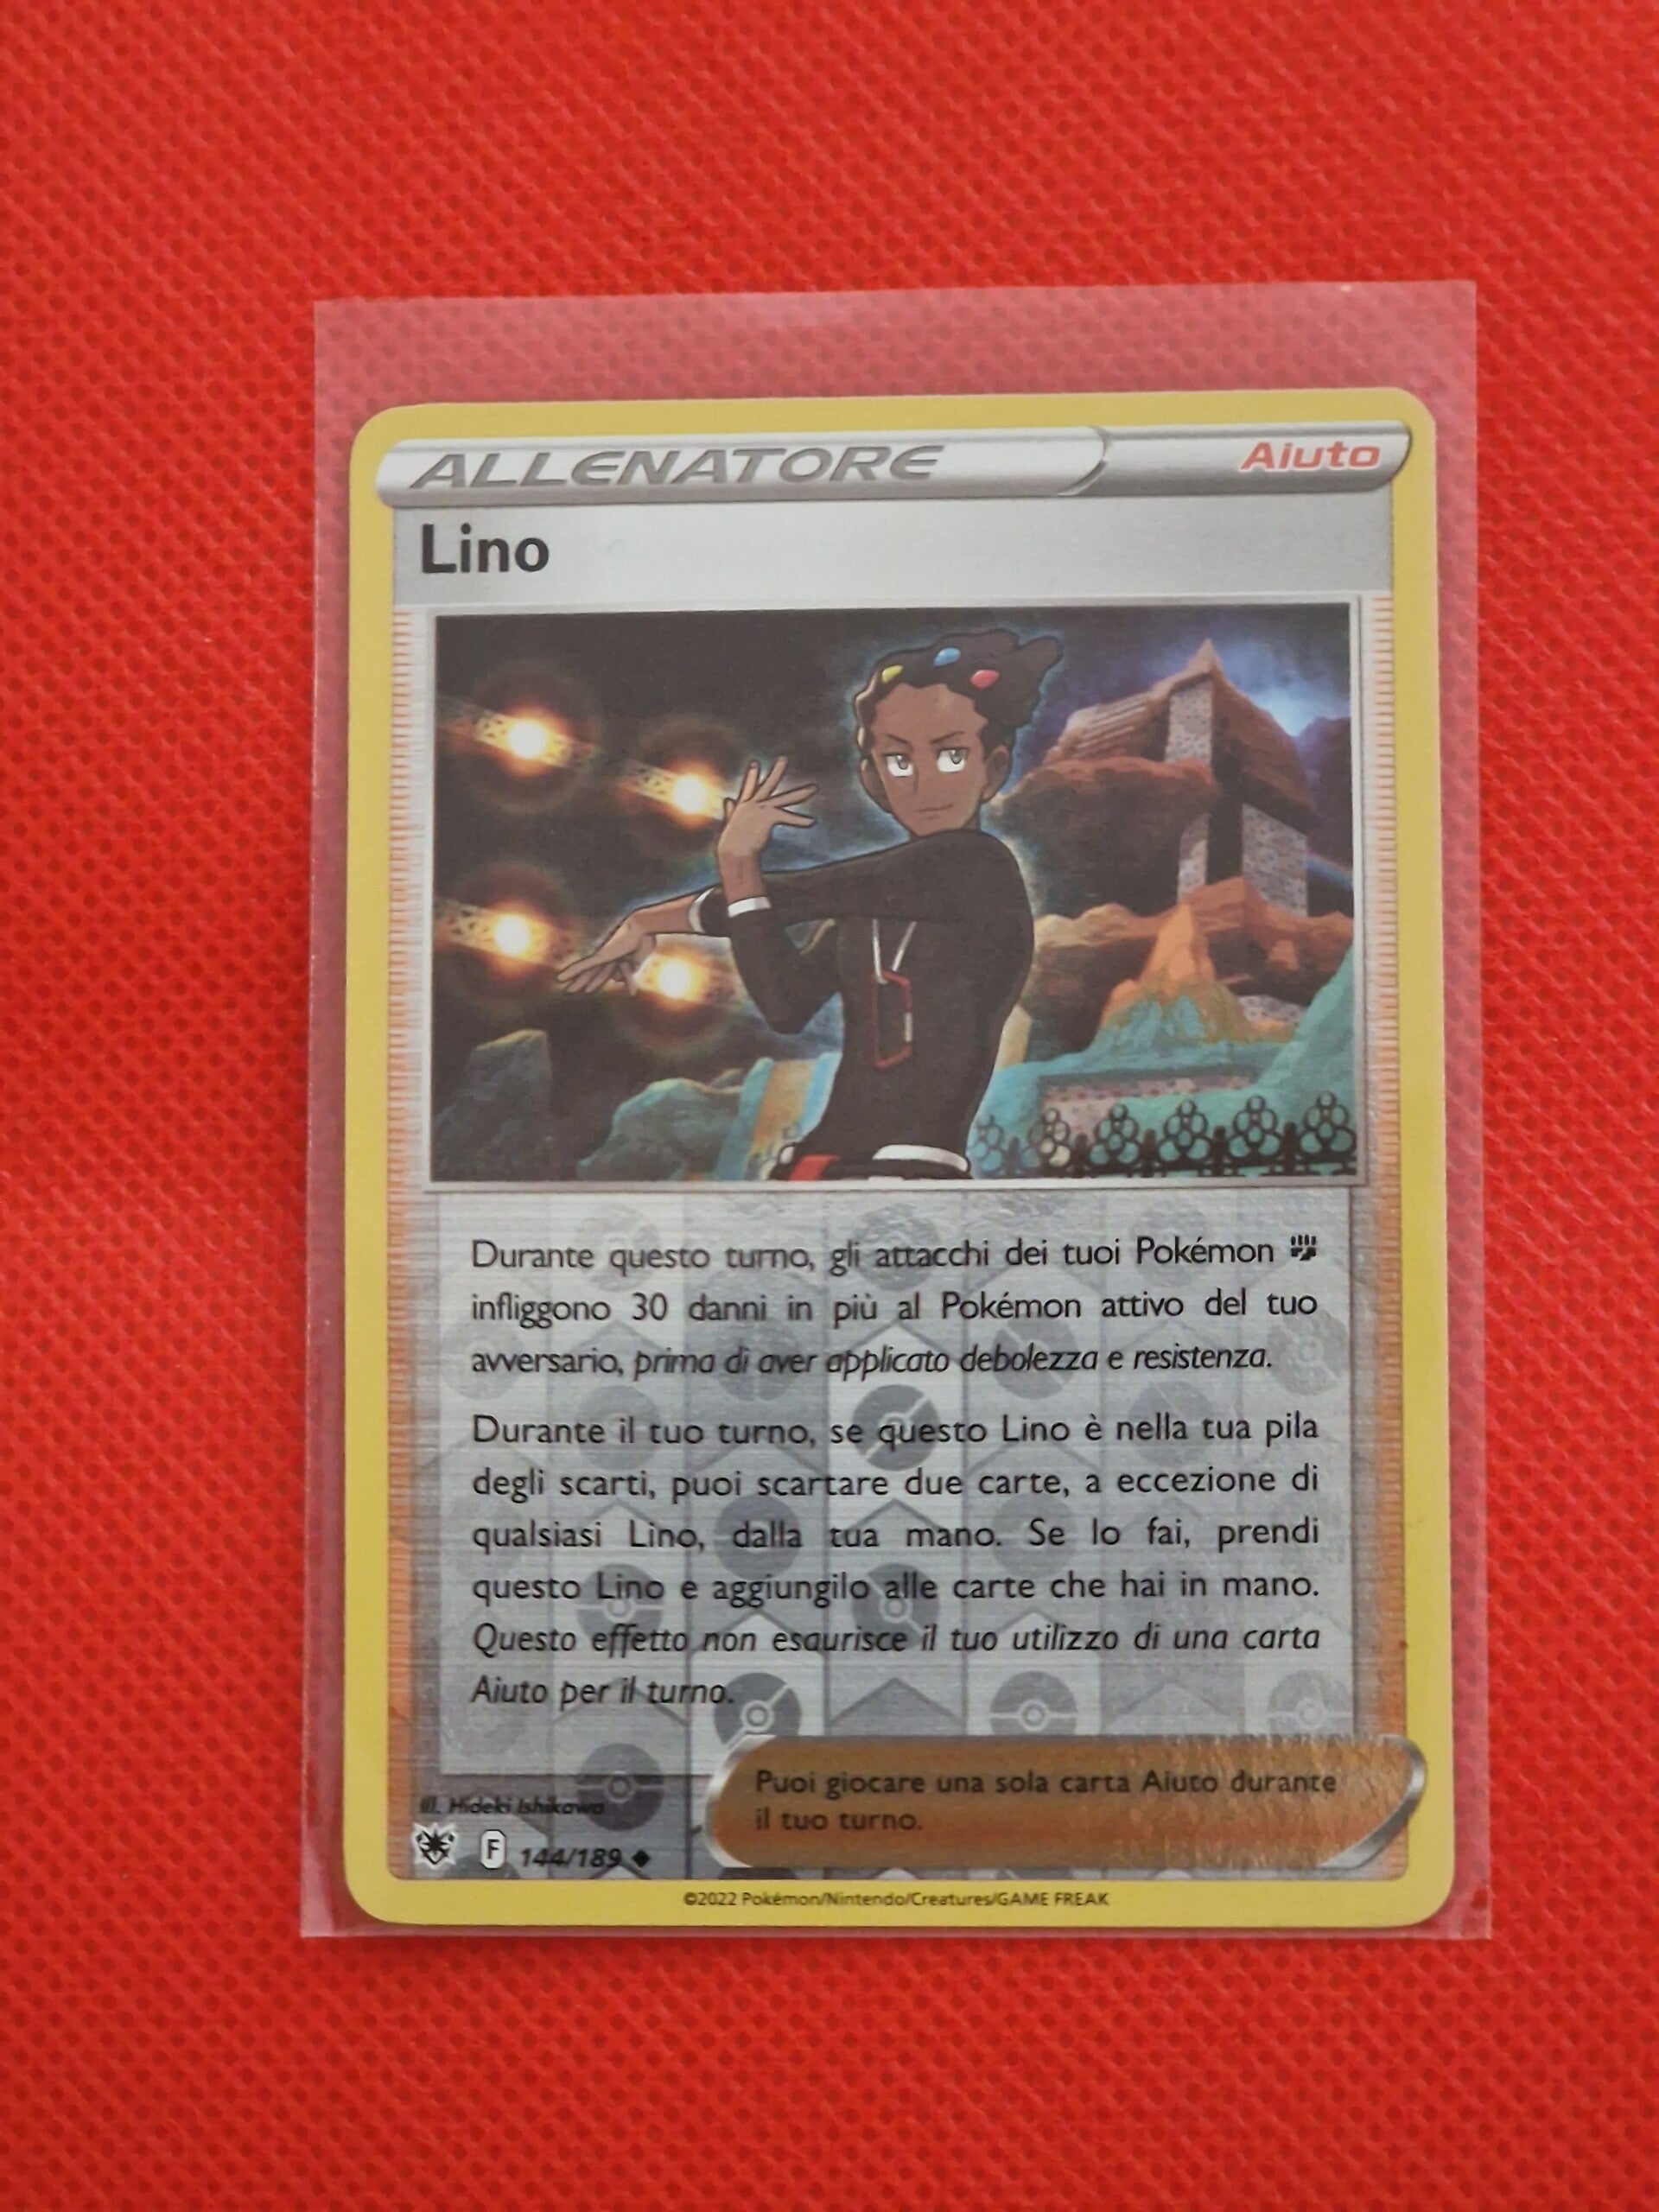 ALLENATORE Aiuto
Lino
Durante questo turno, gli attacchi dei tuoi Pokémon
infliggono 30 danni in più al Pokémon attivo del tuo
avversario, prima di aver applicato debolezza e resistenza.
Durante il tuo turno, se questo Lino è nella tua pila
degli scarti, puoi scartare due carte, a eccezione di
qualsiasi Lino, dalla tua mano. Se lo fai, prendi
questo Lino e aggiungilo alle carte che hai in mano.
Questo effetto non esaurisce il tuo utilizzo di una carta
Aiuto per il turno.
Puoi giocare una sola carta Aiuto durante
il tuo turno.
Ill. Hideki Ishikawa
F 144/189
©2022 Pokémon/Nintendo/Creatures/GAME FREAK